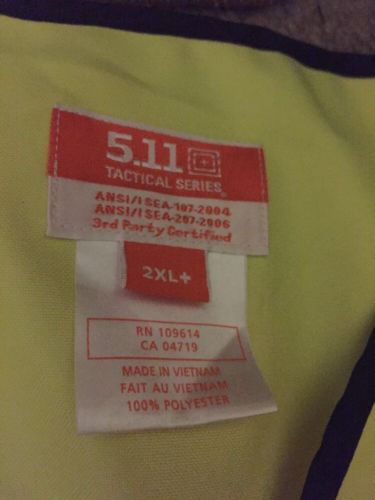 5.11
TACTICAL SERIES®
ANSI/ISEA-107-2004
ANSI/ISEA-207-2006
3rd Party Certified
2XL+
RN 109614
CA 04719
MADE IN VIETNAM
FAIT AU VIETNAM
100% POLYESTER